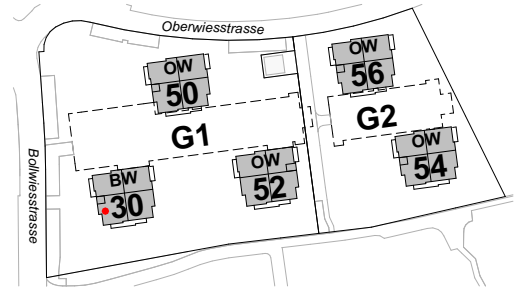 Oberwiesstrasse
OW
50
OW
56
G1
G2
OW
54
OW
52
BW
30
Bollwiesstrasse